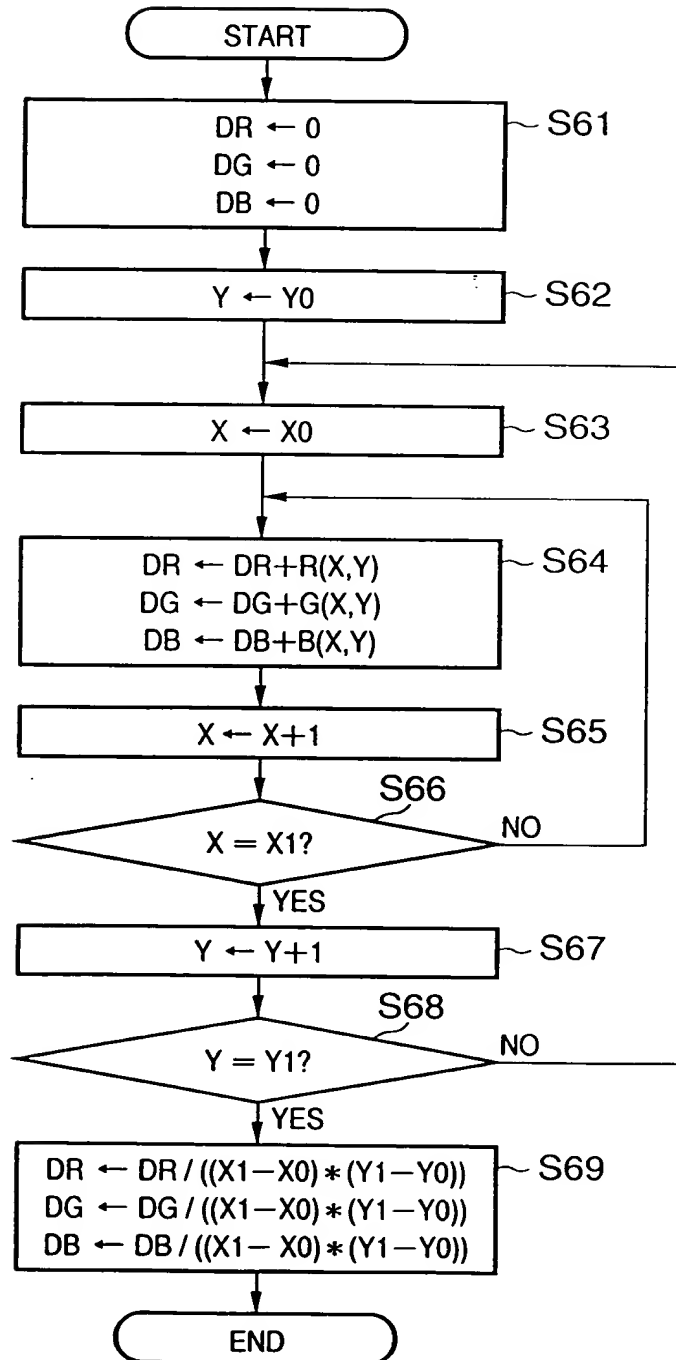 START
DR ← 0
DG ← 0
DB ← 0
S61
Y ← Y0
S62
X ← X0
S63
DR ← DR+R(X,Y)
DG ← DG+G(X,Y)
DB ← DB+B(X,Y)
S64
X ← X+1
S65
S66
X = X1?
NO
YES
Y ← Y+1
S67
S68
Y = Y1?
NO
YES
DR ← DR / ((X1−X0) * (Y1−Y0))
DG ← DG / ((X1−X0) * (Y1−Y0))
DB ← DB / ((X1−X0) * (Y1−Y0))
S69
END